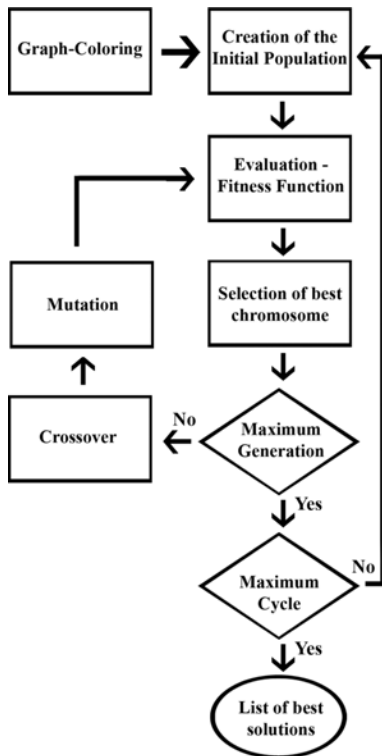 Graph-Coloring
Creation of the
Initial Population
Evaluation -
Fitness Function
Mutation
Selection of best
chromosome
Crossover
No
Maximum
Generation
Yes
No
Maximum
Cycle
Yes
List of best
solutions